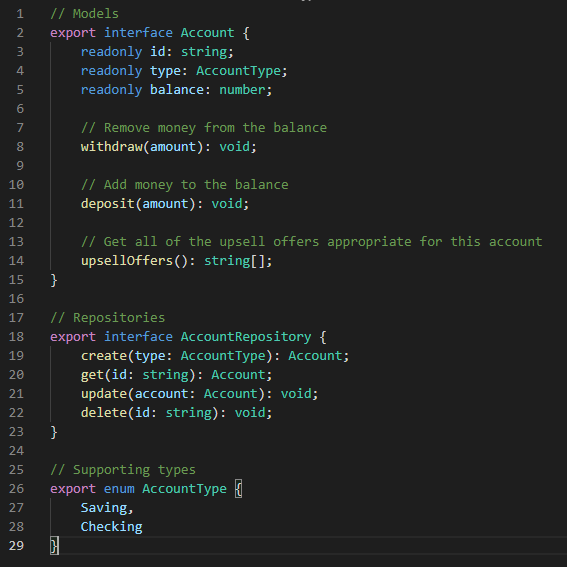 1 // Models
2 export interface Account {
3     readonly id: string;
4     readonly type: AccountType;
5     readonly balance: number;
6
7     // Remove money from the balance
8     withdraw(amount): void;
9
10     // Add money to the balance
11     deposit(amount): void;
12
13     // Get all of the upsell offers appropriate for this account
14     upsellOffers(): string[];
15 }
16
17 // Repositories
18 export interface AccountRepository {
19     create(type: AccountType): Account;
20     get(id: string): Account;
21     update(account: Account): void;
22     delete(id: string): void;
23 }
24
25 // Supporting types
26 export enum AccountType {
27     Saving,
28     Checking
29 }